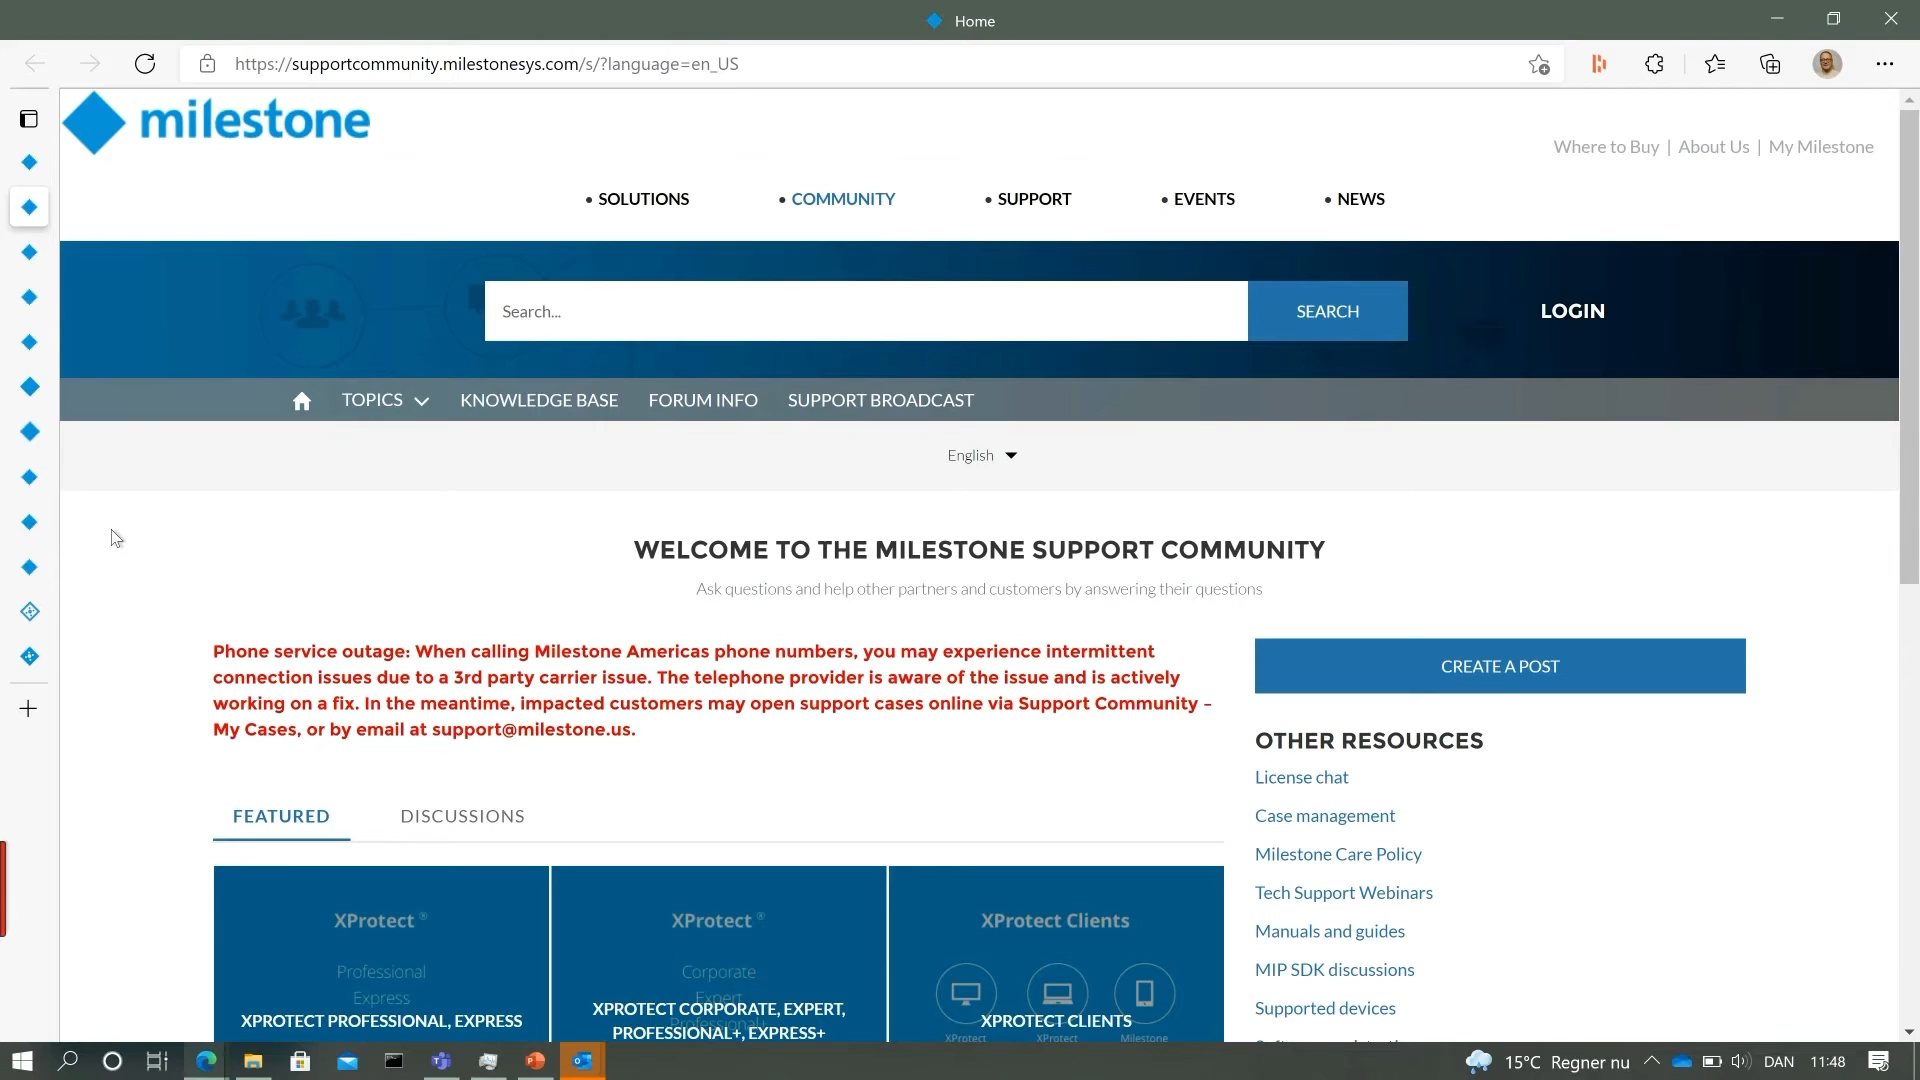 Home
https://supportcommunity.milestonesys.com/s/?language=en_US
milestone
Where to Buy | About Us | My Milestone
• SOLUTIONS • COMMUNITY • SUPPORT • EVENTS • NEWS
Search... SEARCH LOGIN
TOPICS KNOWLEDGE BASE FORUM INFO SUPPORT BROADCAST
English
WELCOME TO THE MILESTONE SUPPORT COMMUNITY
Ask questions and help other partners and customers by answering their questions
Phone service outage: When calling Milestone Americas phone numbers, you may experience intermittent
connection issues due to a 3rd party carrier issue. The telephone provider is aware of the issue and is actively
working on a fix. In the meantime, impacted customers may open support cases online via Support Community –
My Cases, or by email at support@milestone.us.
CREATE A POST
OTHER RESOURCES
License chat
Case management
Milestone Care Policy
Tech Support Webinars
Manuals and guides
MIP SDK discussions
Supported devices
FEATURED DISCUSSIONS
XProtect ®
Professional
Express
XPROTECT PROFESSIONAL, EXPRESS
XProtect ®
Corporate
Expert
Professional+
XPROTECT CORPORATE, EXPERT,
PROFESSIONAL+, EXPRESS+
XProtect Clients
XPROTECT CLIENTS
XProtect XProtect Milestone
15°C Regner nu DAN 11:48